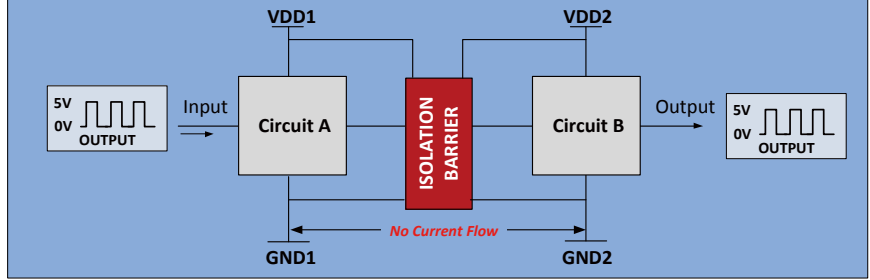 VDD1
VDD2
5V
0V
OUTPUT
Input
Circuit A
ISOLATION
BARRIER
Circuit B
Output
5V
0V
OUTPUT
No Current Flow
GND1
GND2